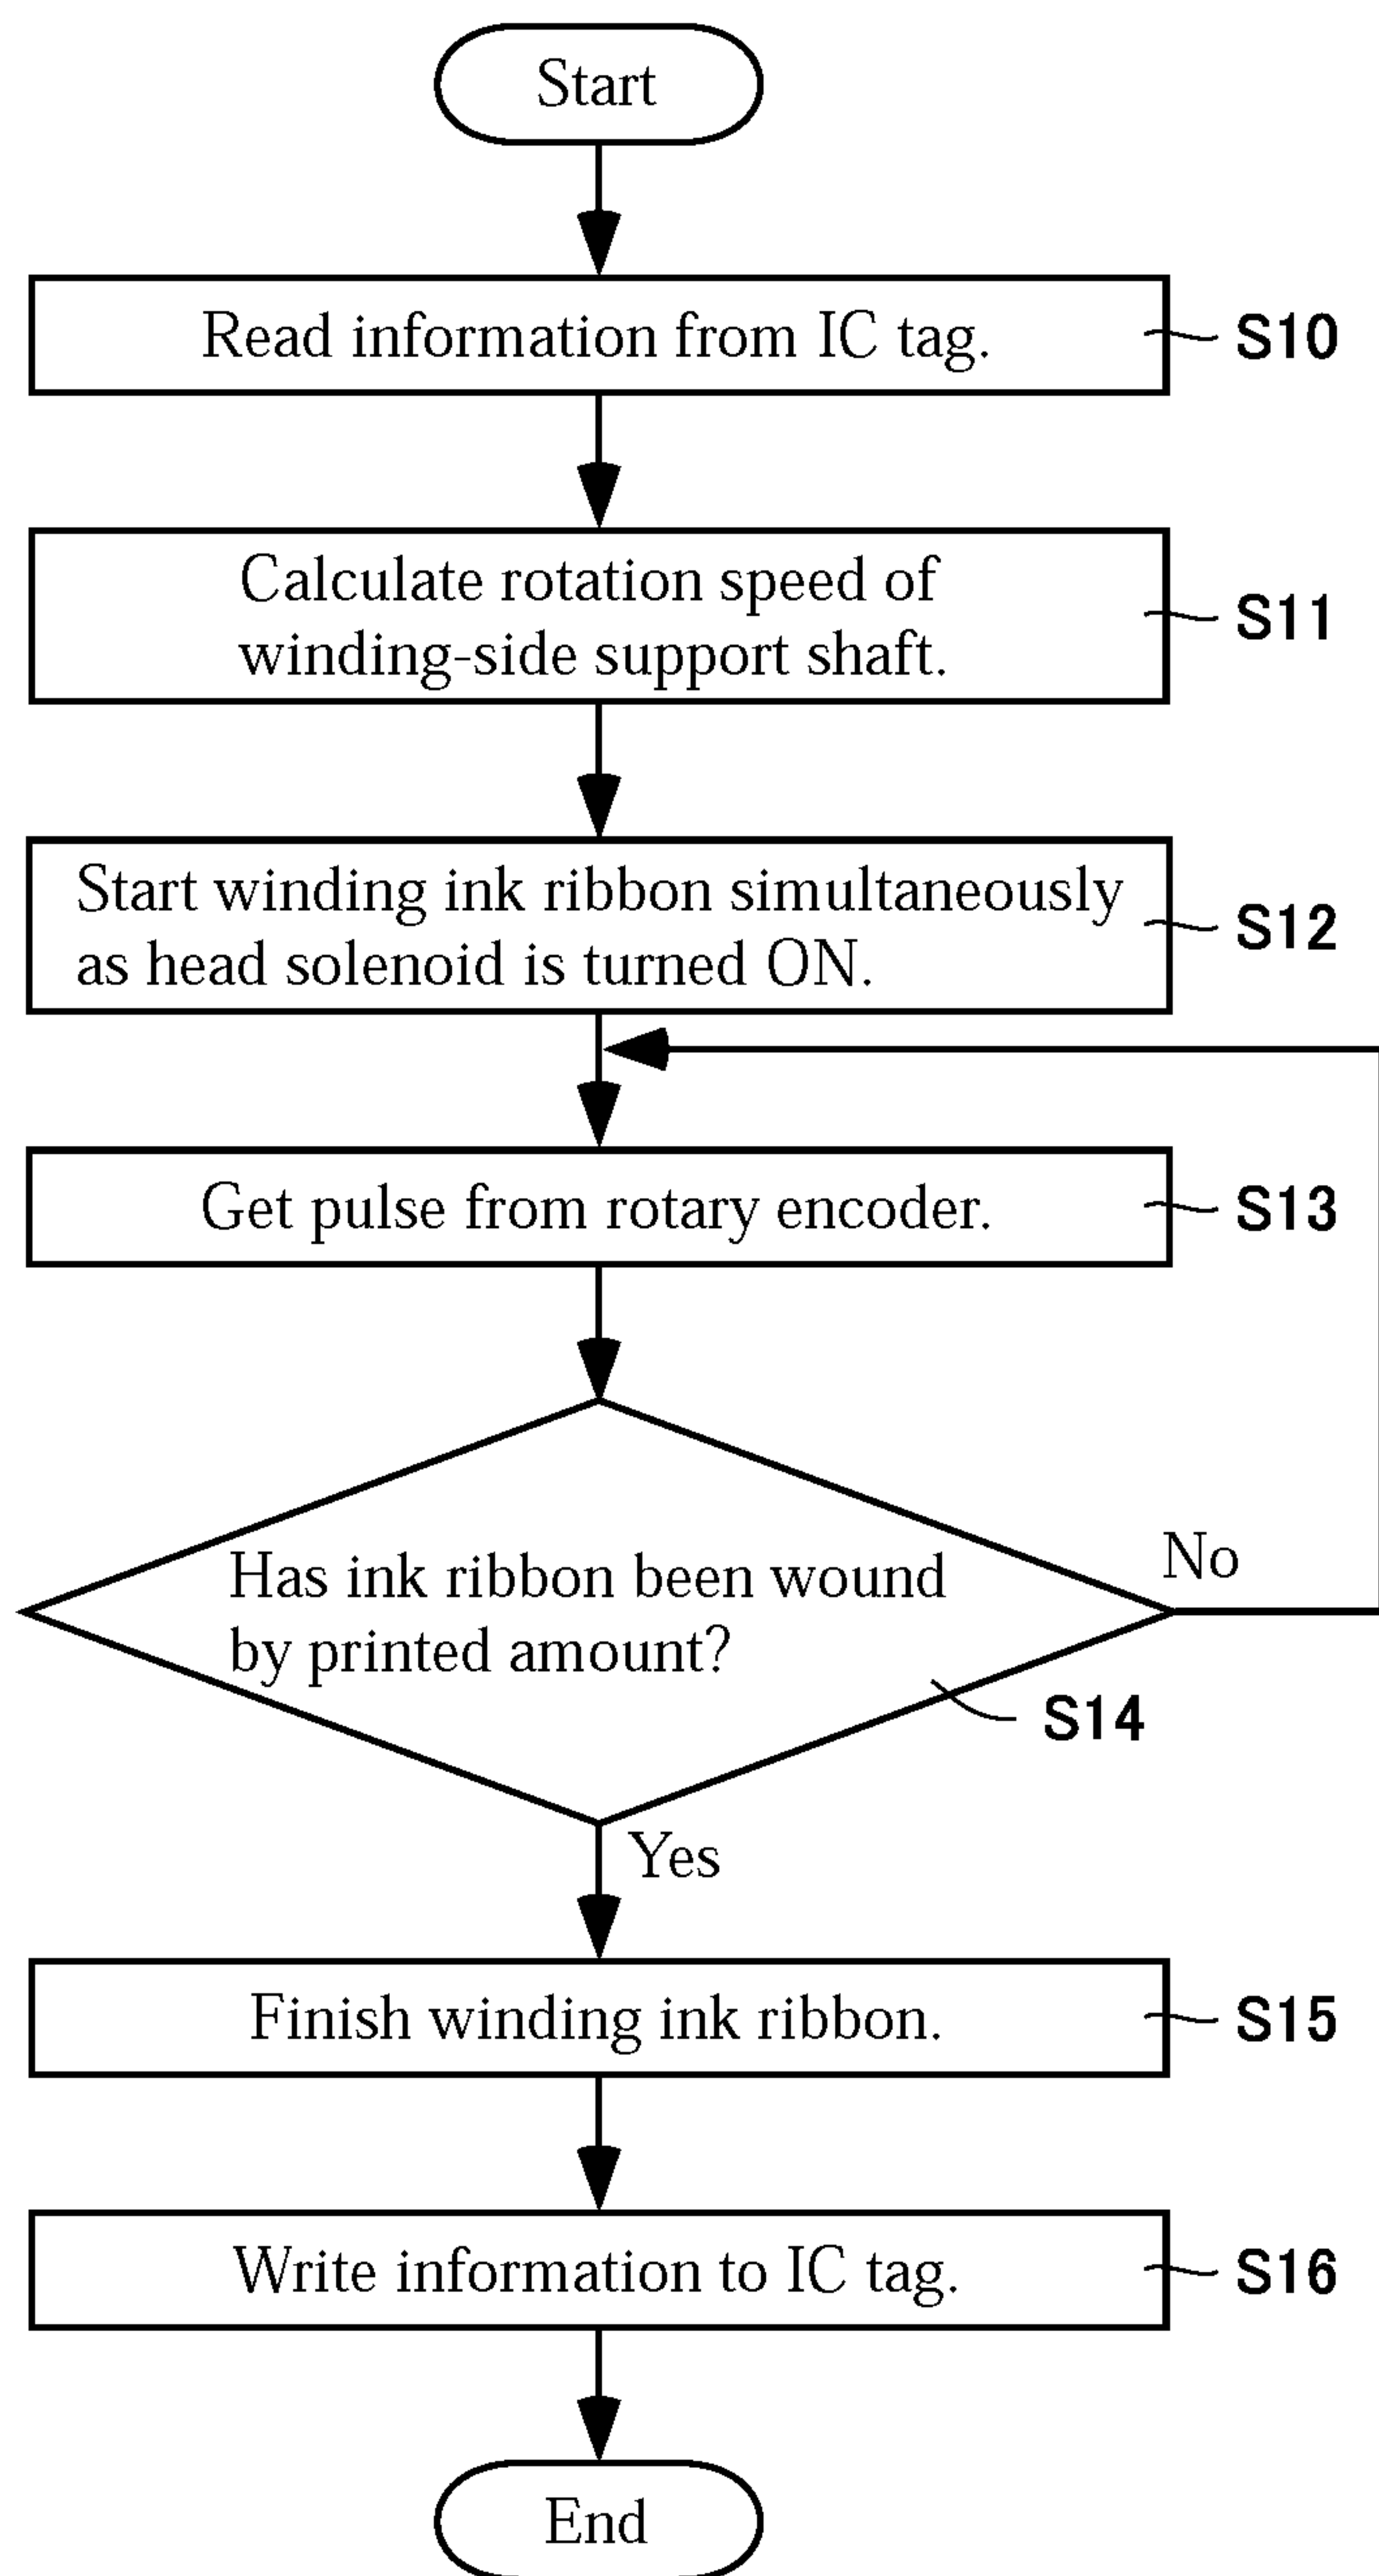 Start
Read information from IC tag.
S10
Calculate rotation speed of
winding-side support shaft.
S11
Start winding ink ribbon simultaneously
as head solenoid is turned ON.
S12
Get pulse from rotary encoder.
S13
Has ink ribbon been wound
by printed amount?
No
S14
Yes
Finish winding ink ribbon.
S15
Write information to IC tag.
S16
End